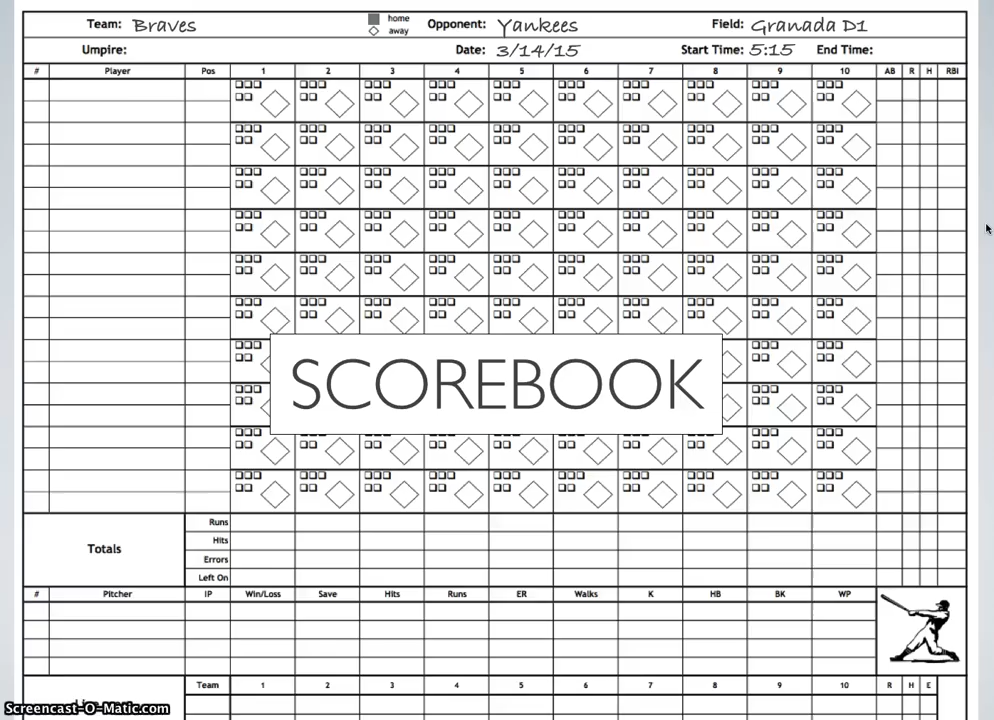 Team: Braves home Opponent: Yankees Field: Granada D1
away
Umpire: Date: 3/14/15 Start Time: 5:15 End Time:
# Player Pos 1 2 3 4 5 6 7 8 9 10 AB R H RBI
SCOREBOOK
Totals
Runs
Hits
Errors
Left On
# Pitcher IP Win/Loss Save Hits Runs ER Walks K HB BK WP
Team 1 2 3 4 5 6 7 8 9 10 R H E
Screencast-O-Matic.com